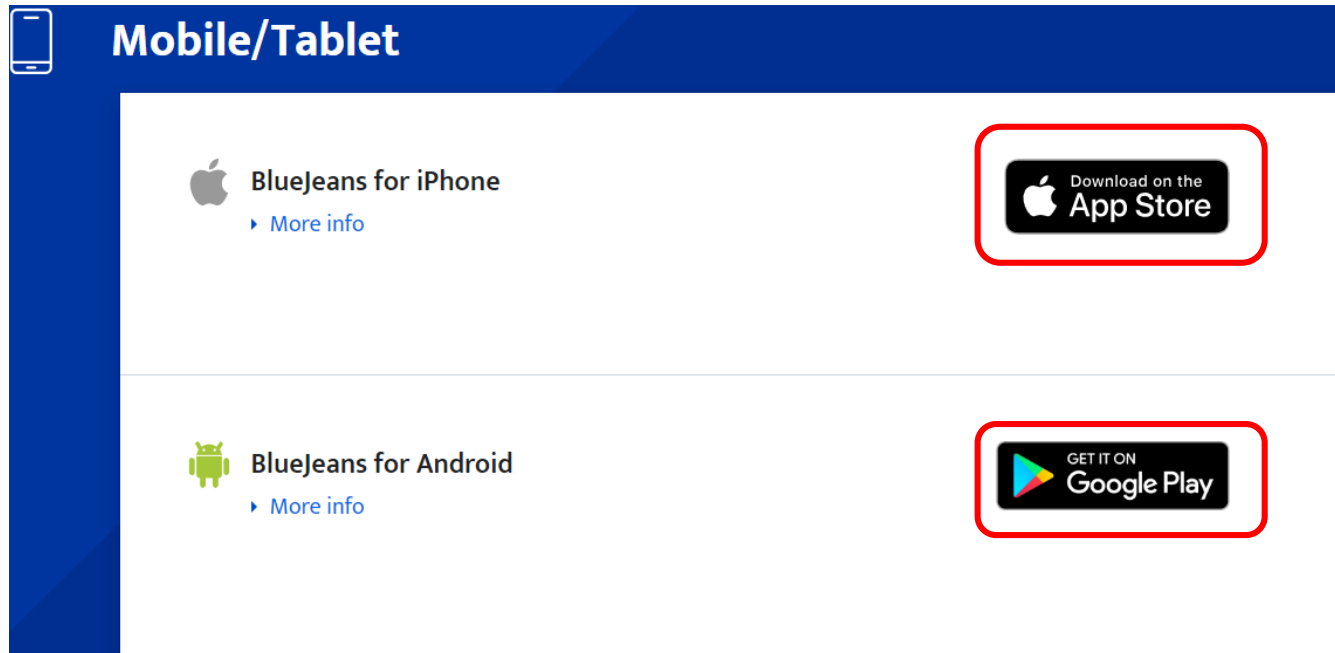 Mobile/Tablet
BlueJeans for iPhone
More info
Download on the
App Store
BlueJeans for Android
More info
GET IT ON
Google Play